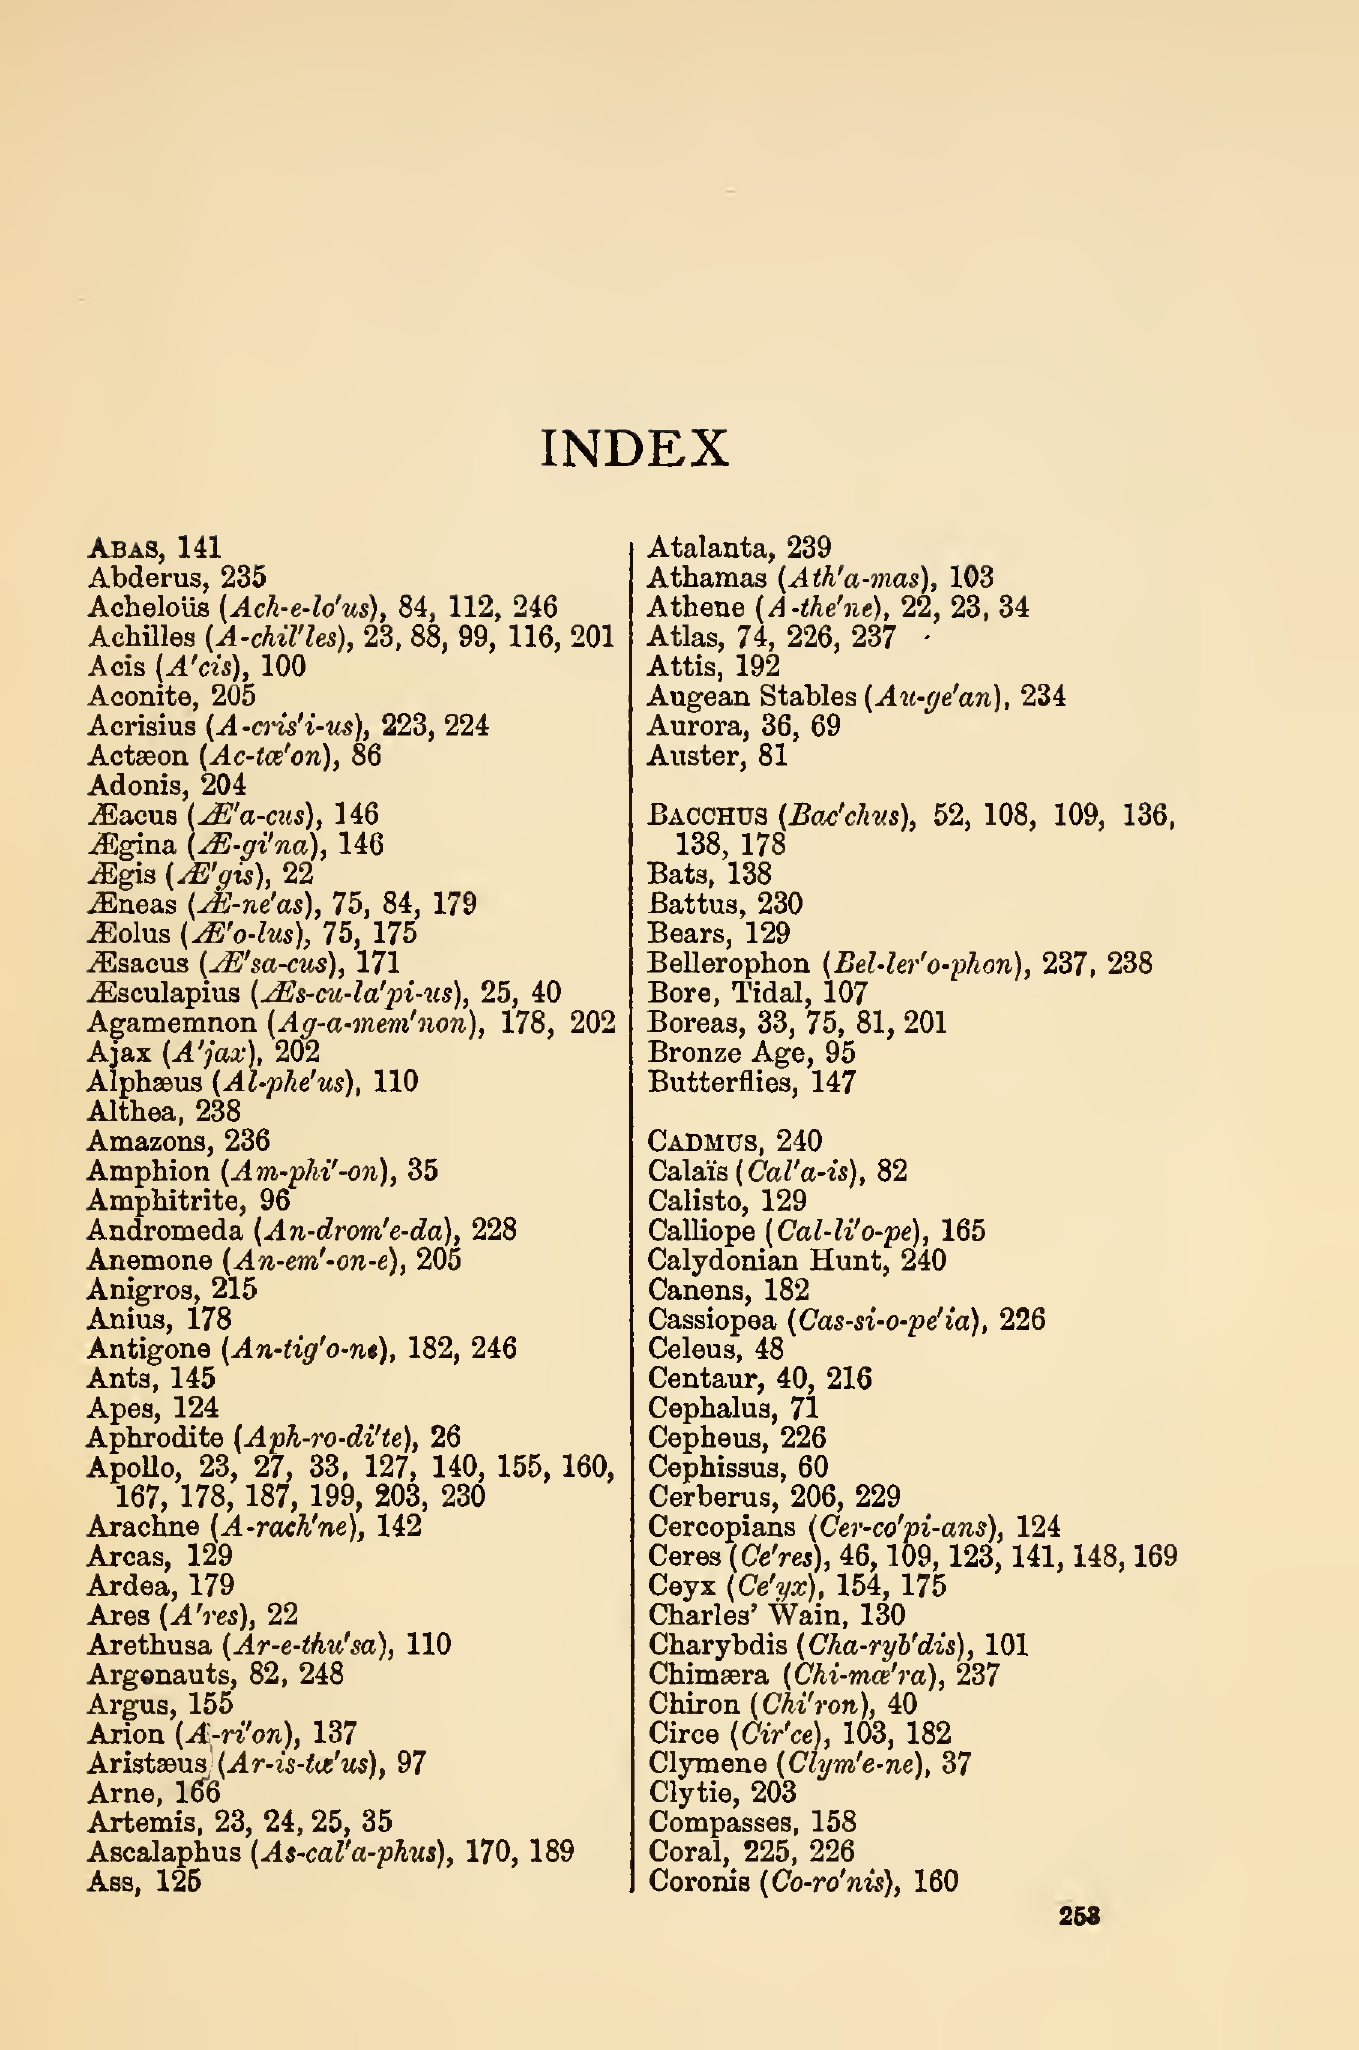 INDEX
ABAS, 141
Abderus, 235
Acheloüs (Ach-e-lo'us), 84, 112, 246
Achilles (A-chil'les), 23, 88, 99, 116, 201
Acis (A'cis), 100
Aconite, 205
Acrisius (A-cris'i-us), 223, 224
Actæon (Ac-tæ'on), 86
Adonis, 204
Æacus (Æ'a-cus), 146
Ægina (Æ-gi'na), 146
Ægis (Æ'gis), 22
Æneas (Æ-ne'as), 75, 84, 179
Æolus (Æ'o-lus), 75, 175
Æsacus (Æ'sa-cus), 171
Æsculapius (Æs-cu-la'pi-us), 25, 40
Agamemnon (Ag-a-mem'non), 178, 202
Ajax (A'jax), 202
Alphæus (Al-phe'us), 110
Althea, 238
Amazons, 236
Amphion (Am-phi'-on), 35
Amphitrite, 96
Andromeda (An-drom'e-da), 228
Anemone (An-em'-on-e), 205
Anigros, 215
Anius, 178
Antigone (An-tig'o-ne), 182, 246
Ants, 145
Apes, 124
Aphrodite (Aph-ro-di'te), 26
Apollo, 23, 27, 33, 127, 140, 155, 160,
167, 178, 187, 199, 203, 230
Arachne (A-rach'ne), 142
Arcas, 129
Ardea, 179
Ares (A'res), 22
Arethusa (Ar-e-thu'sa), 110
Argonauts, 82, 248
Argus, 155
Arion (A-ri'on), 137
Aristæus (Ar-is-tæ'us), 97
Arne, 166
Artemis, 23, 24, 25, 35
Ascalaphus (As-cal'a-phus), 170, 189
Ass, 125
Atalanta, 239
Athamas (Ath'a-mas), 103
Athene (A-the'ne), 22, 23, 34
Atlas, 74, 226, 237
Attis, 192
Augean Stables (Au-ge'an), 234
Aurora, 36, 69
Auster, 81
BACCHUS (Bac'chus), 52, 108, 109, 136,
138, 178
Bats, 138
Battus, 230
Bears, 129
Bellerophon (Bel-ler'o-phon), 237, 238
Bore, Tidal, 107
Boreas, 33, 75, 81, 201
Bronze Age, 95
Butterflies, 147
CADMUS, 240
Calaïs (Cal'a-is), 82
Calisto, 129
Calliope (Cal-li'o-pe), 165
Calydonian Hunt, 240
Canens, 182
Cassiopea (Cas-si-o-pe'ia), 226
Celeus, 48
Centaur, 40, 216
Cephalus, 71
Cepheus, 226
Cephissus, 60
Cerberus, 206, 229
Cercopians (Cer-co'pi-ans), 124
Ceres (Ce'res), 46, 109, 123, 141, 148, 169
Ceyx (Ce'yx), 154, 175
Charles' Wain, 130
Charybdis (Cha-ryb'dis), 101
Chimæra (Chi-mæ'ra), 237
Chiron (Chi'ron), 40
Circe (Cir'ce), 103, 182
Clymene (Clym'e-ne), 37
Clytie, 203
Compasses, 158
Coral, 225, 226
Coronis (Co-ro'nis), 160
253